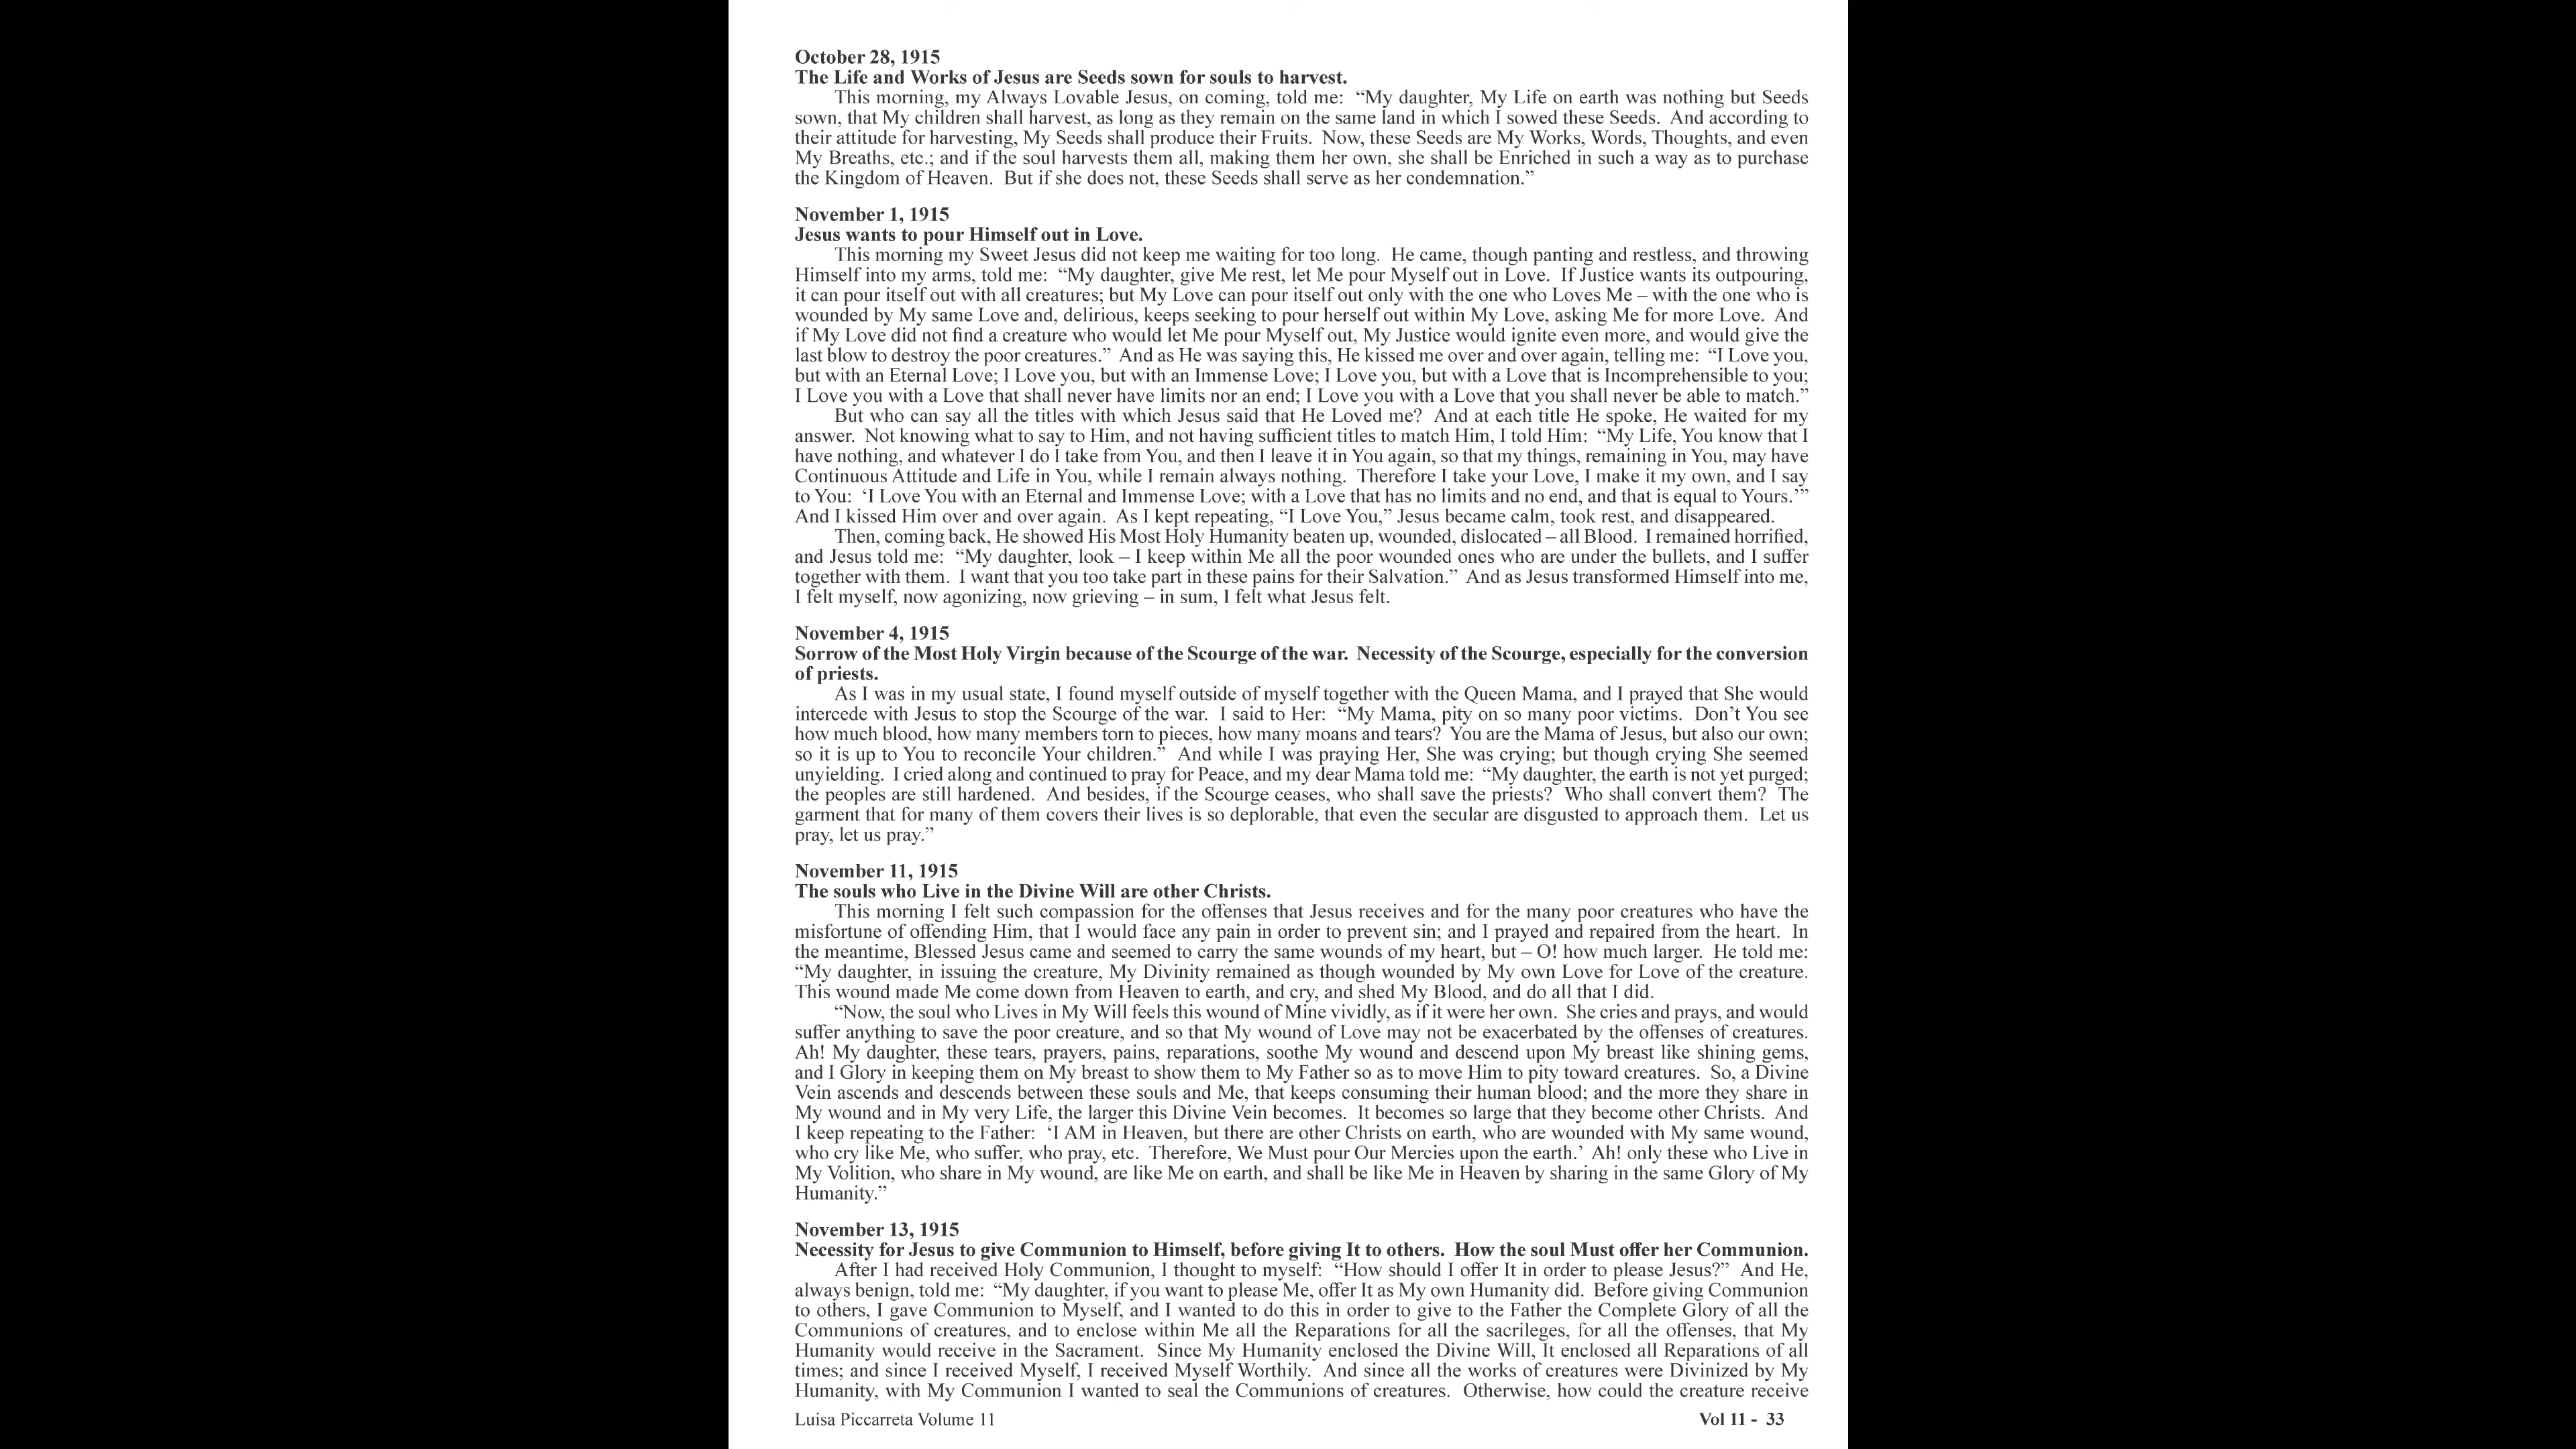 October 28, 1915
The Life and Works of Jesus are Seeds sown for souls to harvest.
This morning, my Always Lovable Jesus, on coming, told me: “My daughter, My Life on earth was nothing but Seeds
sown, that My children shall harvest, as long as they remain on the same land in which I sowed these Seeds. And according to
their attitude for harvesting, My Seeds shall produce their Fruits. Now, these Seeds are My Works, Words, Thoughts, and even
My Breaths, etc.; and if the soul harvests them all, making them her own, she shall be Enriched in such a way as to purchase
the Kingdom of Heaven. But if she does not, these Seeds shall serve as her condemnation.”
November 1, 1915
Jesus wants to pour Himself out in Love.
This morning my Sweet Jesus did not keep me waiting for too long. He came, though panting and restless, and throwing
Himself into my arms, told me: “My daughter, give Me rest, let Me pour Myself out in Love. If Justice wants its outpouring,
it can pour itself out with all creatures; but My Love can pour itself out only with the one who Loves Me – with the one who is
wounded by My same Love and, delirious, keeps seeking to pour herself out within My Love, asking Me for more Love. And
if My Love did not find a creature who would let Me pour Myself out, My Justice would ignite even more, and would give the
last blow to destroy the poor creatures.” And as He was saying this, He kissed me over and over again, telling me: “I Love you,
but with an Eternal Love; I Love you, but with an Immense Love; I Love you, but with a Love that is Incomprehensible to you;
I Love you with a Love that shall never have limits nor an end; I Love you with a Love that you shall never be able to match.”
But who can say all the titles with which Jesus said that He Loved me? And at each title He spoke, He waited for my
answer. Not knowing what to say to Him, and not having sufficient titles to match Him, I told Him: “My Life, You know that I
have nothing, and whatever I do I take from You, and then I leave it in You again, so that my things, remaining in You, may have
Continuous Attitude and Life in You, while I remain always nothing. Therefore I take your Love, I make it my own, and I say
to You: ‘I Love You with an Eternal and Immense Love; with a Love that has no limits and no end, and that is equal to Yours.’”
And I kissed Him over and over again. As I kept repeating, “I Love You,” Jesus became calm, took rest, and disappeared.
Then, coming back, He showed His Most Holy Humanity beaten up, wounded, dislocated – all Blood. I remained horrified,
and Jesus told me: “My daughter, look – I keep within Me all the poor wounded ones who are under the bullets, and I suffer
together with them. I want that you too take part in these pains for their Salvation.” And as Jesus transformed Himself into me,
I felt myself, now agonizing, now grieving – in sum, I felt what Jesus felt.
November 4, 1915
Sorrow of the Most Holy Virgin because of the Scourge of the war. Necessity of the Scourge, especially for the conversion
of priests.
As I was in my usual state, I found myself outside of myself together with the Queen Mama, and I prayed that She would
intercede with Jesus to stop the Scourge of the war. I said to Her: “My Mama, pity on so many poor victims. Don’t You see
how much blood, how many members torn to pieces, how many moans and tears? You are the Mama of Jesus, but also our own;
so it is up to You to reconcile Your children.” And while I was praying Her, She was crying; but though crying She seemed
unyielding. I cried along and continued to pray for Peace, and my dear Mama told me: “My daughter, the earth is not yet purged;
the peoples are still hardened. And besides, if the Scourge ceases, who shall save the priests? Who shall convert them? The
garment that for many of them covers their lives is so deplorable, that even the secular are disgusted to approach them. Let us
pray, let us pray.”
November 11, 1915
The souls who Live in the Divine Will are other Christs.
This morning I felt such compassion for the offenses that Jesus receives and for the many poor creatures who have the
misfortune of offending Him, that I would face any pain in order to prevent sin; and I prayed and repaired from the heart. In
the meantime, Blessed Jesus came and seemed to carry the same wounds of my heart, but – O! how much larger. He told me:
“My daughter, in issuing the creature, My Divinity remained as though wounded by My own Love for Love of the creature.
This wound made Me come down from Heaven to earth, and cry, and shed My Blood, and do all that I did.
“Now, the soul who Lives in My Will feels this wound of Mine vividly, as if it were her own. She cries and prays, and would
suffer anything to save the poor creature, and so that My wound of Love may not be exacerbated by the offenses of creatures.
Ah! My daughter, these tears, prayers, pains, reparations, soothe My wound and descend upon My breast like shining gems,
and I Glory in keeping them on My breast to show them to My Father so as to move Him to pity toward creatures. So, a Divine
Vein ascends and descends between these souls and Me, that keeps consuming their human blood; and the more they share in
My wound and in My very Life, the larger this Divine Vein becomes. It becomes so large that they become other Christs. And
I keep repeating to the Father: ‘I AM in Heaven, but there are other Christs on earth, who are wounded with My same wound,
who cry like Me, who suffer, who pray, etc. Therefore, We Must pour Our Mercies upon the earth.’ Ah! only these who Live in
My Volition, who share in My wound, are like Me on earth, and shall be like Me in Heaven by sharing in the same Glory of My
Humanity.”
November 13, 1915
Necessity for Jesus to give Communion to Himself, before giving It to others. How the soul Must offer her Communion.
After I had received Holy Communion, I thought to myself: “How should I offer It in order to please Jesus?” And He,
always benign, told me: “My daughter, if you want to please Me, offer It as My own Humanity did. Before giving Communion
to others, I gave Communion to Myself, and I wanted to do this in order to give to the Father the Complete Glory of all the
Communions of creatures, and to enclose within Me all the Reparations for all the sacrileges, for all the offenses, that My
Humanity would receive in the Sacrament. Since My Humanity enclosed the Divine Will, It enclosed all Reparations of all
times; and since I received Myself, I received Myself Worthily. And since all the works of creatures were Divinized by My
Humanity, with My Communion I wanted to seal the Communions of creatures. Otherwise, how could the creature receive
Luisa Piccarreta Volume 11
Vol 11 - 33